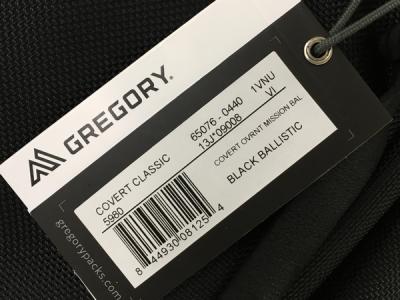 GREGORY.
COVERT CLASSIC
5980
65076 - 0440 1VNU
13J*09008 VI
COVERT OVRNT MISSION BAL
BLACK BALLISTIC
8 44930 08125 4
gregorypacks.com